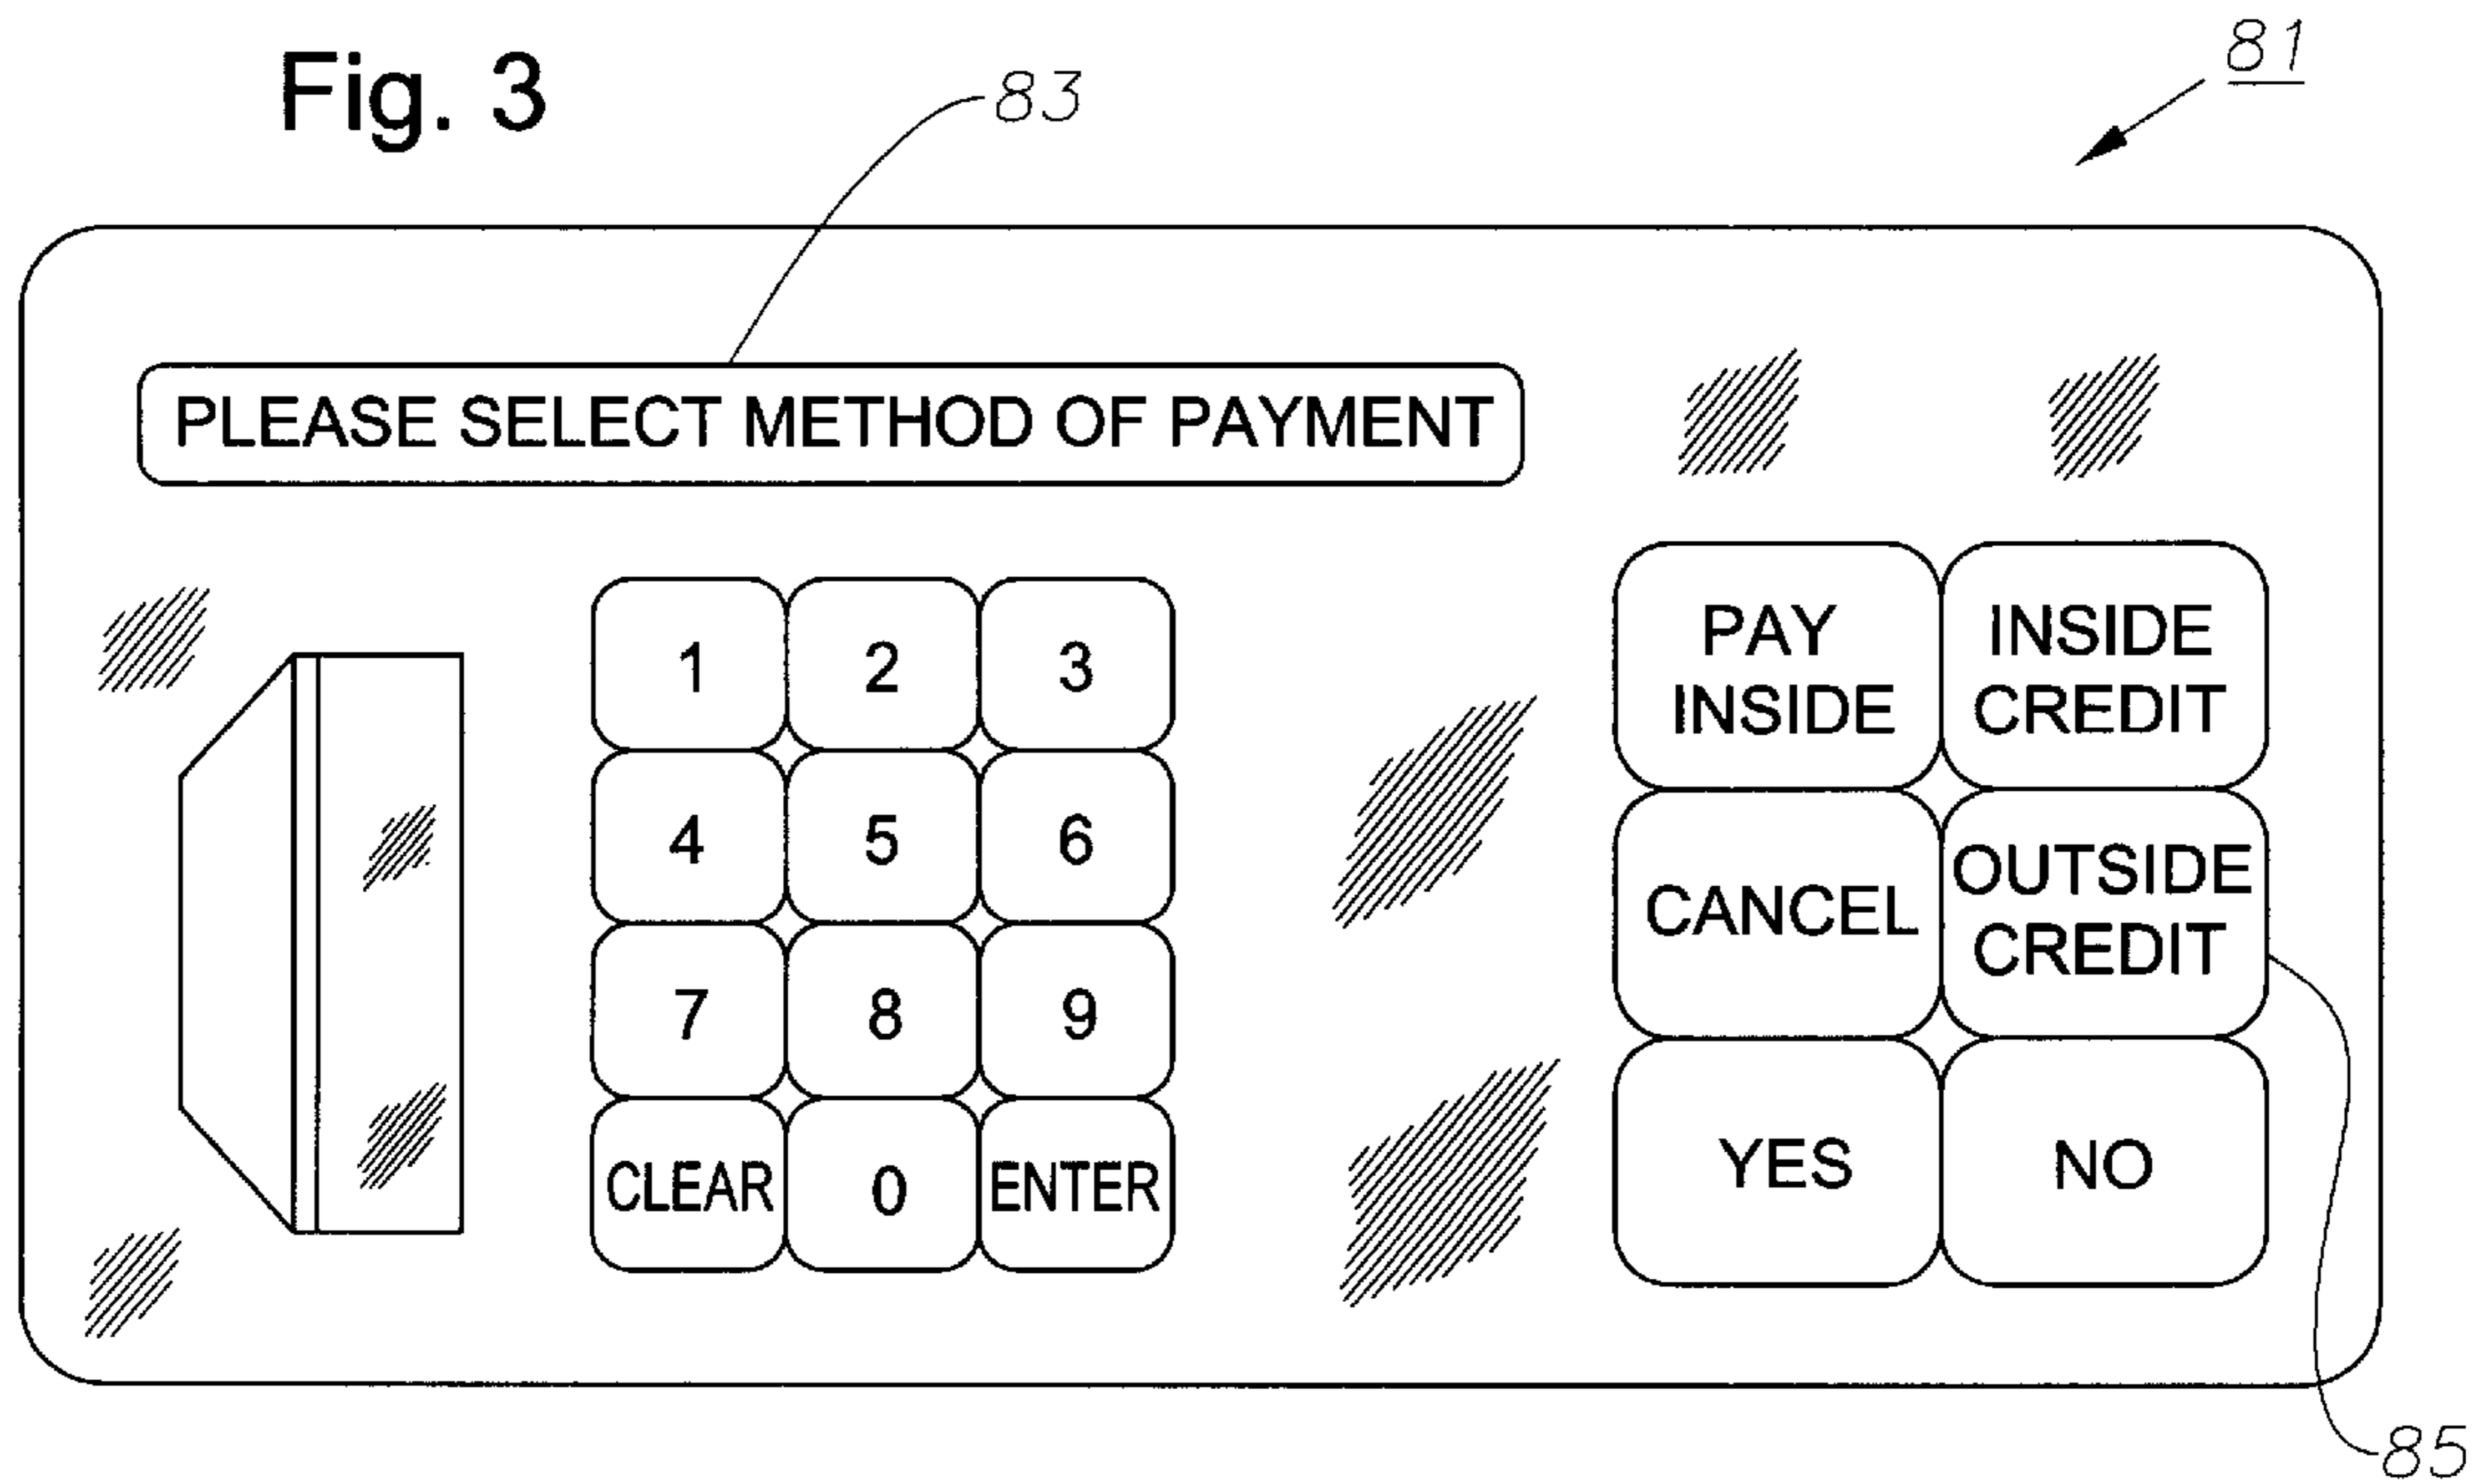 Fig. 3
83
81
PLEASE SELECT METHOD OF PAYMENT
1 2 3
4 5 6
7 8 9
CLEAR 0 ENTER
PAY
INSIDE
INSIDE
CREDIT
CANCEL
OUTSIDE
CREDIT
YES
NO
85